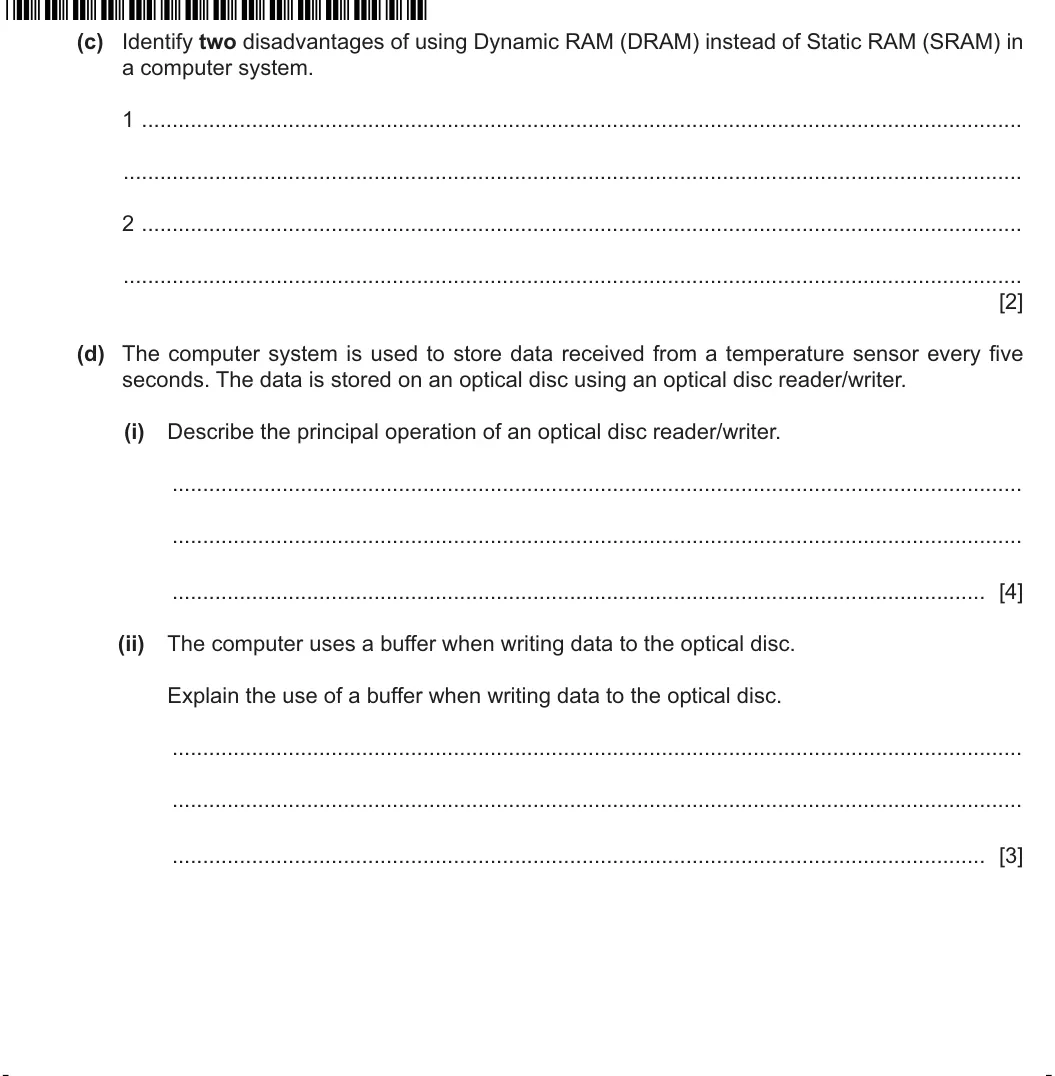 (c) Identify two disadvantages of using Dynamic RAM (DRAM) instead of Static RAM (SRAM) in
a computer system.
1 ................................................................................................................................................
...................................................................................................................................................
2 ................................................................................................................................................
...................................................................................................................................................
[2]
(d) The computer system is used to store data received from a temperature sensor every five
seconds. The data is stored on an optical disc using an optical disc reader/writer.
(i) Describe the principal operation of an optical disc reader/writer.
...........................................................................................................................................
...........................................................................................................................................
..................................................................................................................................... [4]
(ii) The computer uses a buffer when writing data to the optical disc.
Explain the use of a buffer when writing data to the optical disc.
...........................................................................................................................................
...........................................................................................................................................
..................................................................................................................................... [3]